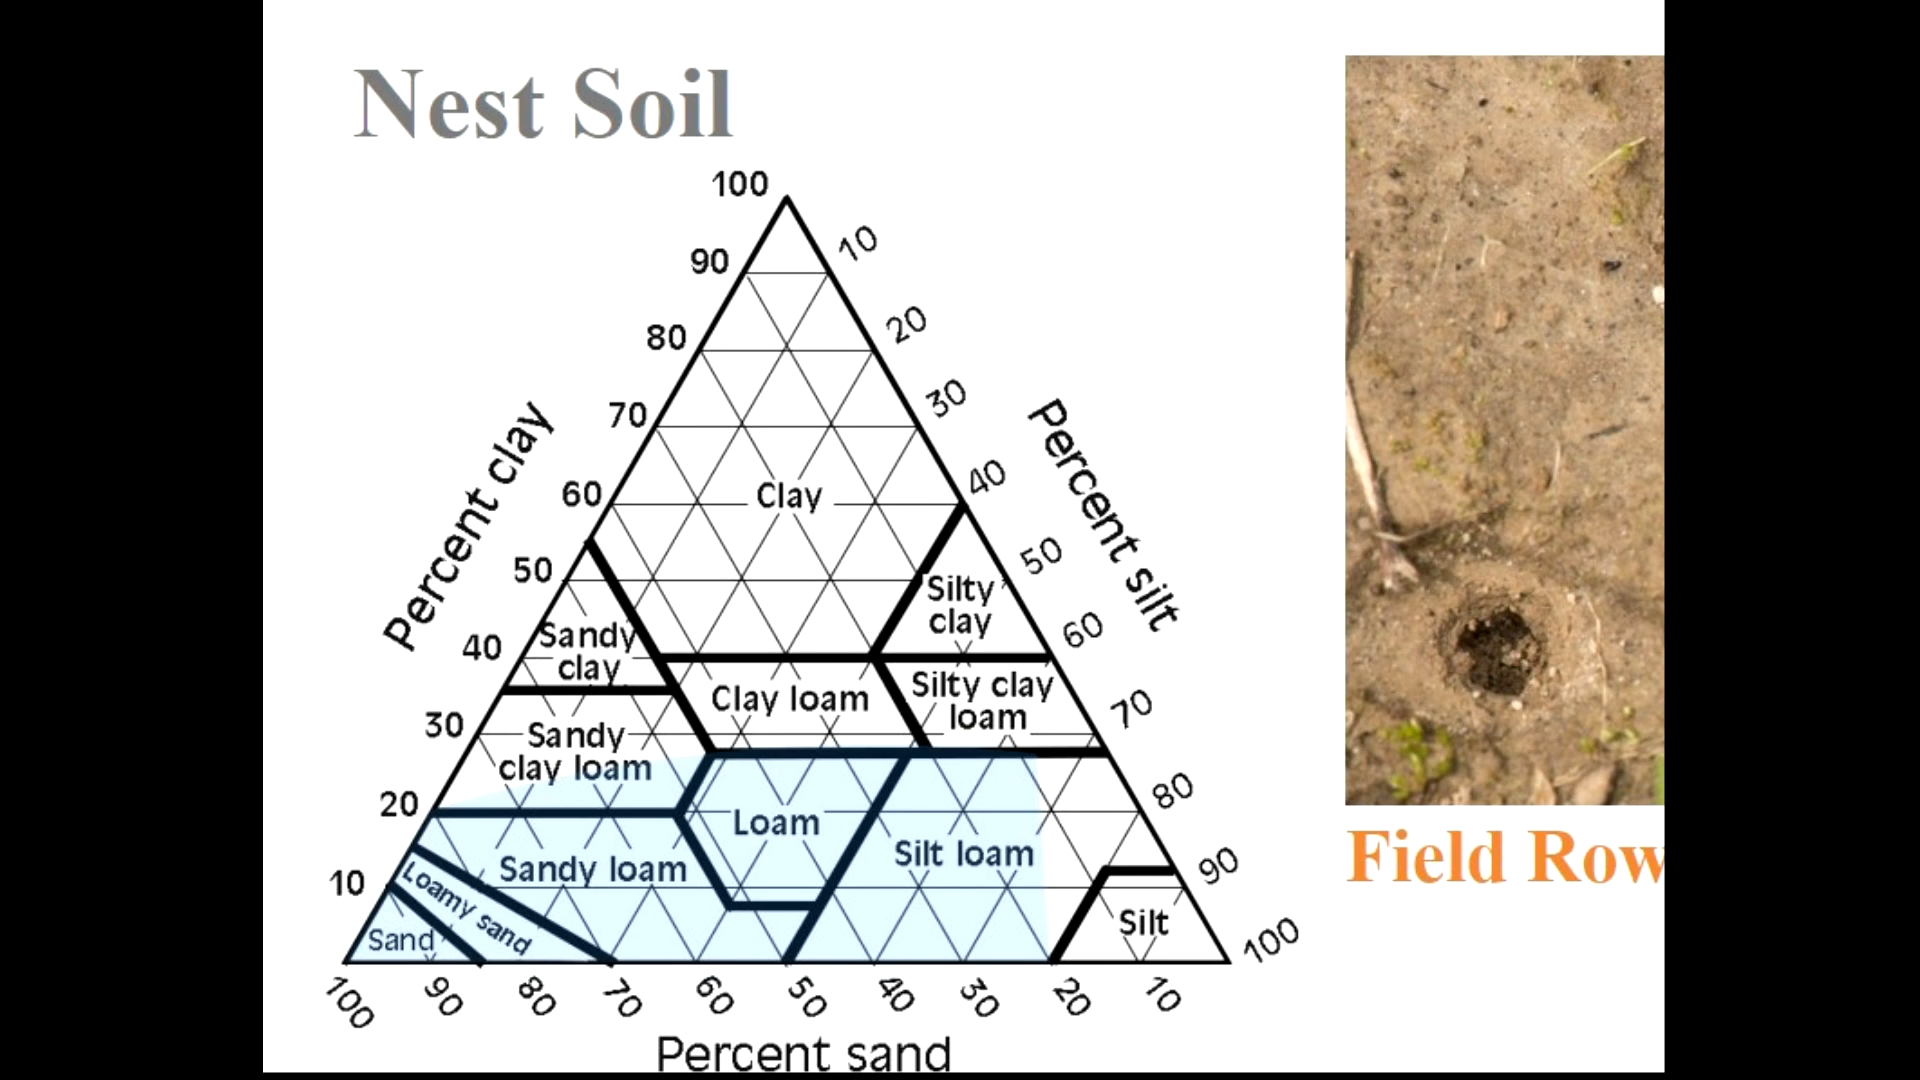 Nest Soil
100
90
80
70
60
50
40
30
20
10
Percent clay
10
20
30
40
50
60
70
80
90
100
Percent silt
Clay
Silty
clay
Sandy
clay
Clay loam
Silty clay
loam
Sandy
clay loam
Loam
Silt loam
Sandy loam
Loamy sand
Sand
Silt
100
90
80
70
60
50
40
30
20
10
Percent sand
Field Row